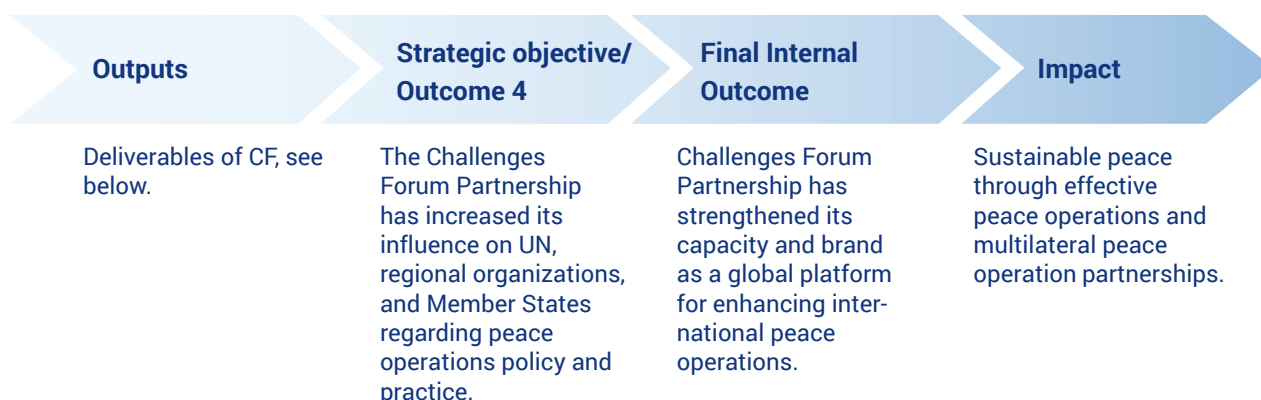 Outputs
Strategic objective/
Outcome 4
Final Internal
Outcome
Impact
Deliverables of CF, see
below.
The Challenges
Forum Partnership
has increased its
influence on UN,
regional organizations,
and Member States
regarding peace
operations policy and
practice.
Challenges Forum
Partnership has
strengthened its
capacity and brand
as a global platform
for enhancing inter-
national peace
operations.
Sustainable peace
through effective
peace operations and
multilateral peace
operation partnerships.